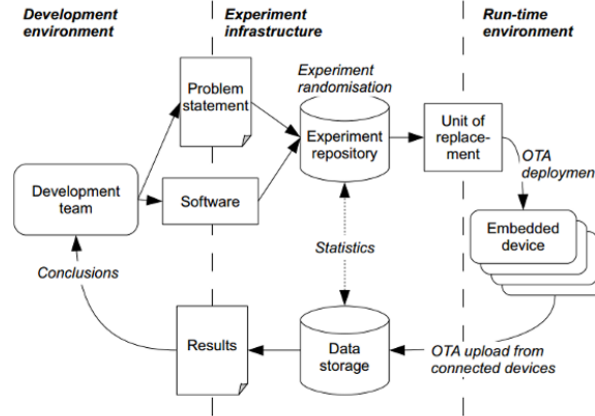 Development
environment
Experiment
infrastructure
Run-time
environment
Problem
statement
Experiment
randomisation
Experiment
repository
Unit of
replace-
ment
OTA
deployment
Development
team
Software
Embedded
device
Statistics
Conclusions
Results
Data
storage
OTA upload from
connected devices